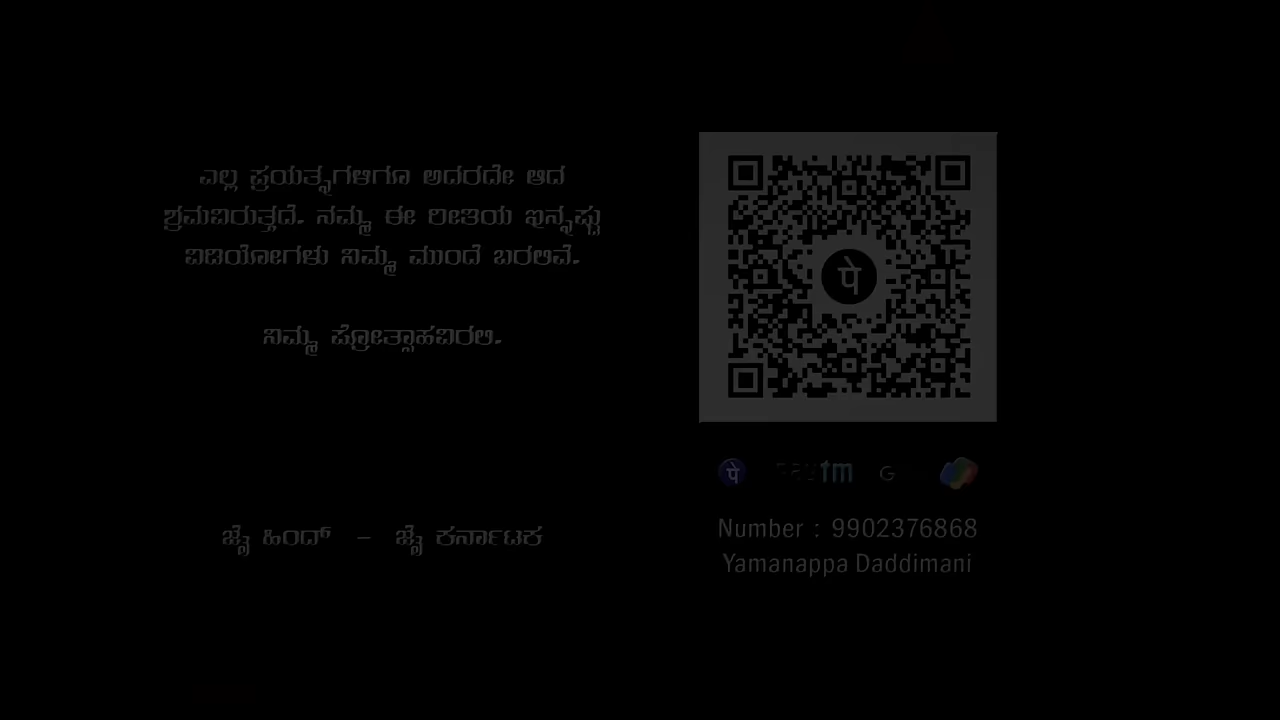 ಎಲ್ಲ ಪ್ರಯತ್ನಗಳಿಗೂ ಅದರದೇ ಆದ
ಶ್ರಮವಿರುತ್ತದೆ. ನಮ್ಮ ಈ ರೀತಿಯ ಇನ್ನಷ್ಟು
ವಿಡಿಯೋಗಳು ನಿಮ್ಮ ಮುಂದೆ ಬರಲಿವೆ.
ನಿಮ್ಮ ಪ್ರೋತ್ಸಾಹವಿರಲಿ.
ಜೈ ಹಿಂದ್ - ಜೈ ಕರ್ನಾಟಕ
पे
पे paytm G
Number : 9902376868
Yamanappa Daddimani